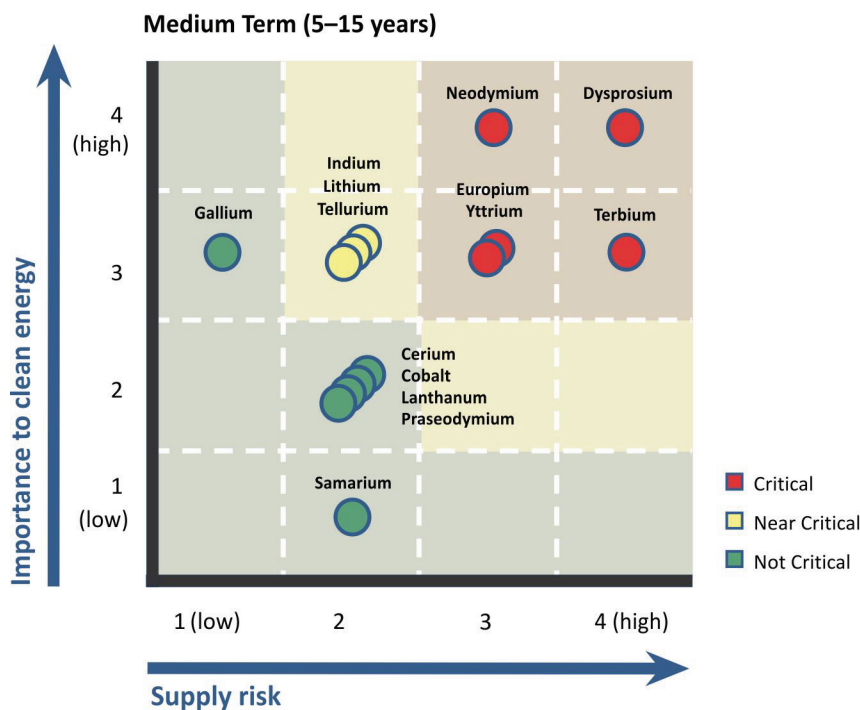 Medium Term (5–15 years)
Importance to clean energy
4
(high)
3
2
1
(low)
Neodymium
Dysprosium
Indium
Lithium
Tellurium
Gallium
Europium
Yttrium
Terbium
Cerium
Cobalt
Lanthanum
Praseodymium
Samarium
Critical
Near Critical
Not Critical
1 (low)
2
3
4 (high)
Supply risk